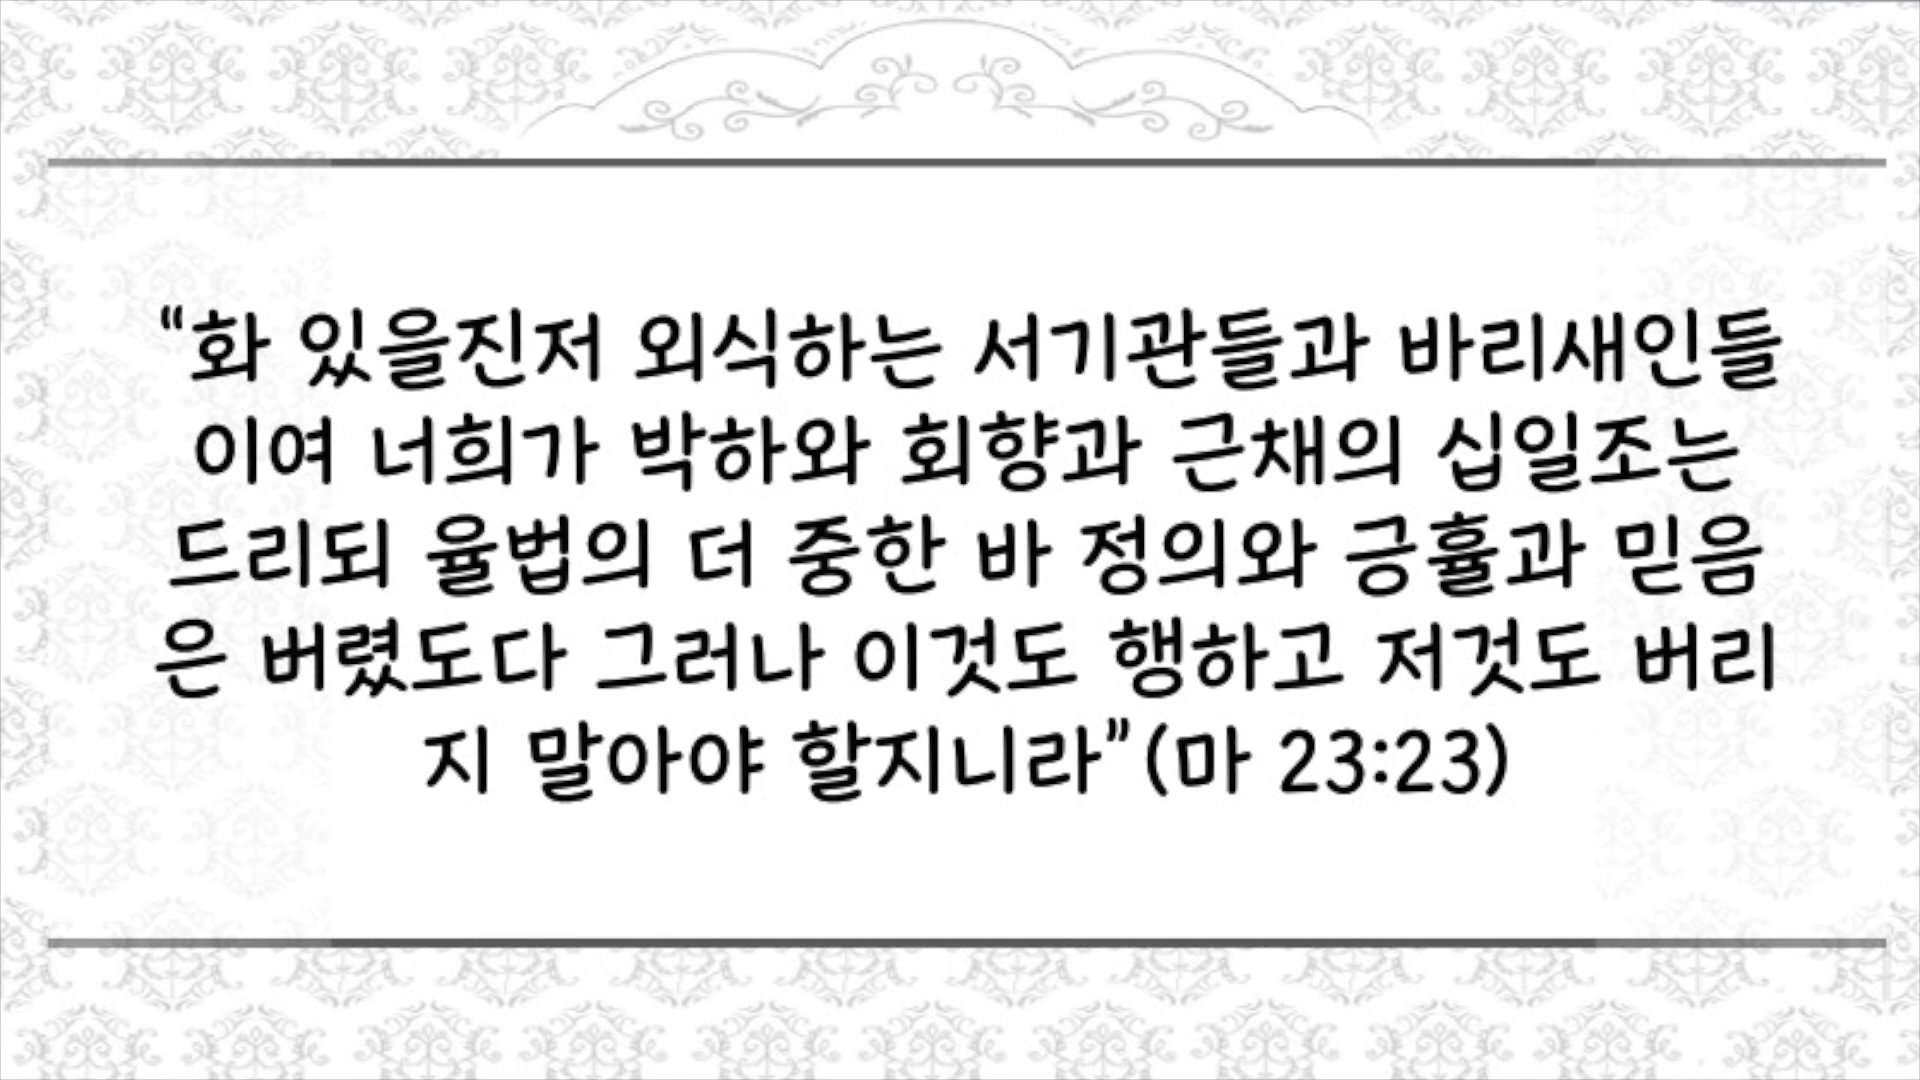 “화 있을진저 외식하는 서기관들과 바리새인들
이여 너희가 박하와 회향과 근채의 십일조는
드리되 율법의 더 중한 바 정의와 긍휼과 믿음
은 버렸도다 그러나 이것도 행하고 저것도 버리
지 말아야 할지니라”(마 23:23)